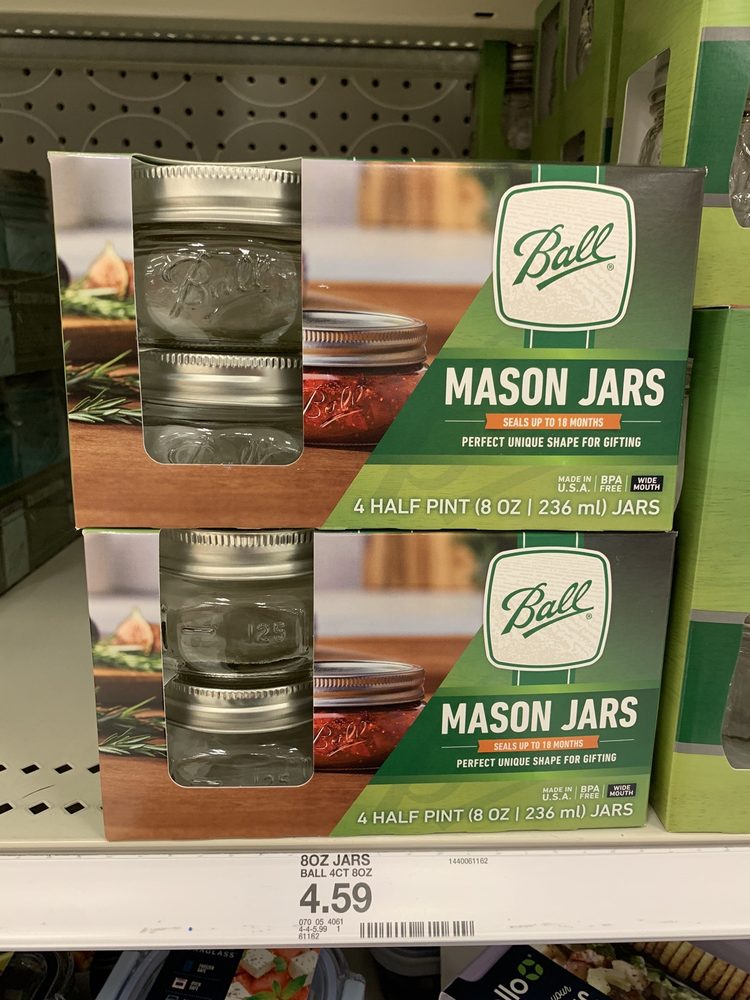 Ball
Ball®
Ball
MASON JARS
SEALS UP TO 18 MONTHS
PERFECT UNIQUE SHAPE FOR GIFTING
MADE IN U.S.A. | BPA FREE | WIDE MOUTH
4 HALF PINT (8 OZ | 236 ml) JARS
125
Ball®
Ball
MASON JARS
SEALS UP TO 18 MONTHS
PERFECT UNIQUE SHAPE FOR GIFTING
MADE IN U.S.A. | BPA FREE | WIDE MOUTH
4 HALF PINT (8 OZ | 236 ml) JARS
125
8OZ JARS 1440061162
BALL 4CT 8OZ
4.59
070 05 4061
4-4-5.99 1
61162